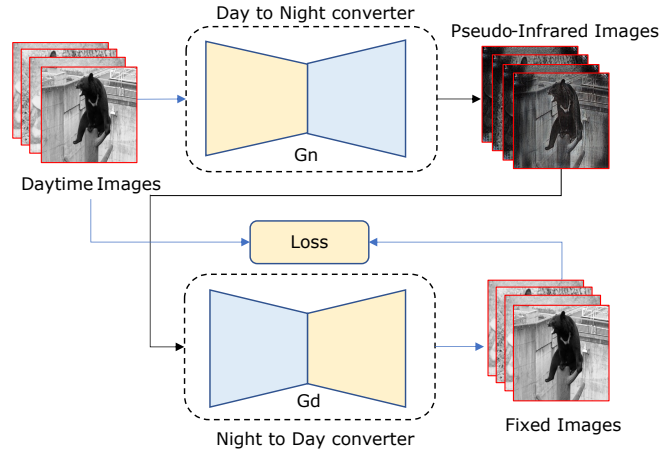 Day to Night converter
Pseudo-Infrared Images
Gn
Daytime Images
Loss
Gd
Fixed Images
Night to Day converter